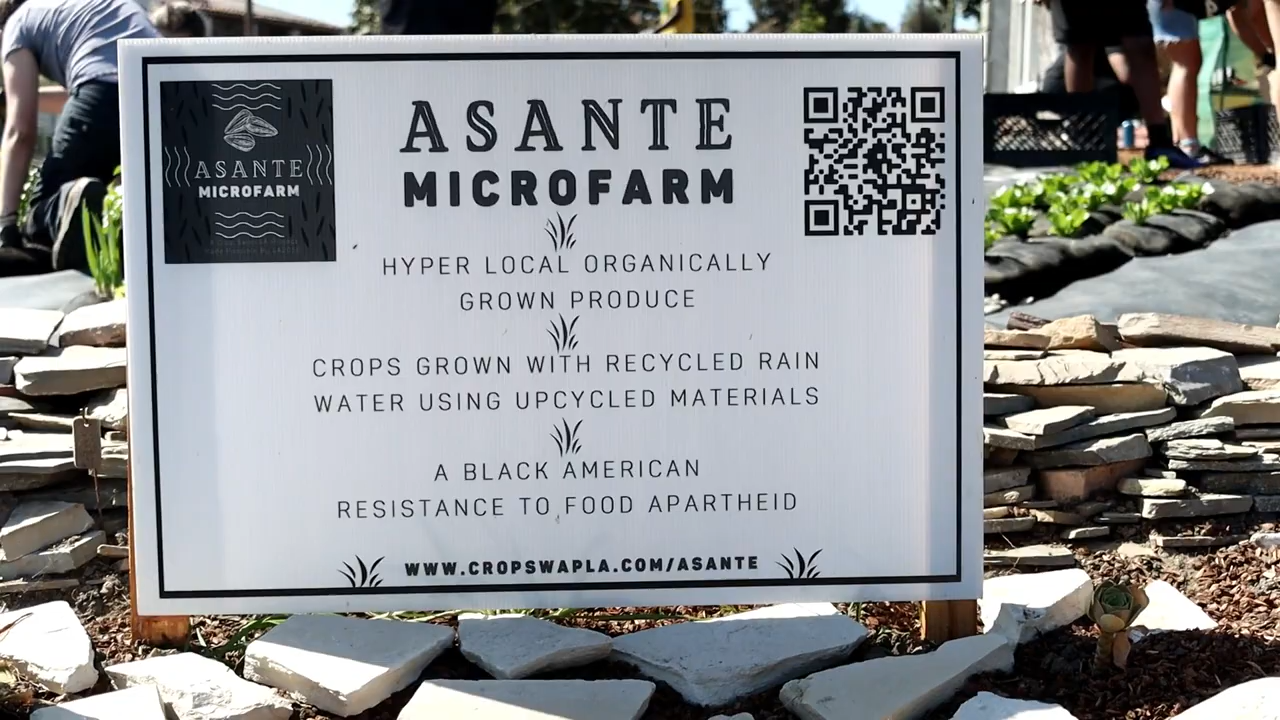 ASANTE
MICROFARM
ASANTE
MICROFARM
HYPER LOCAL ORGANICALLY
GROWN PRODUCE
CROPS GROWN WITH RECYCLED RAIN
WATER USING UPCYCLED MATERIALS
A BLACK AMERICAN
RESISTANCE TO FOOD APARTHEID
WWW.CROPSWAPLA.COM/ASANTE